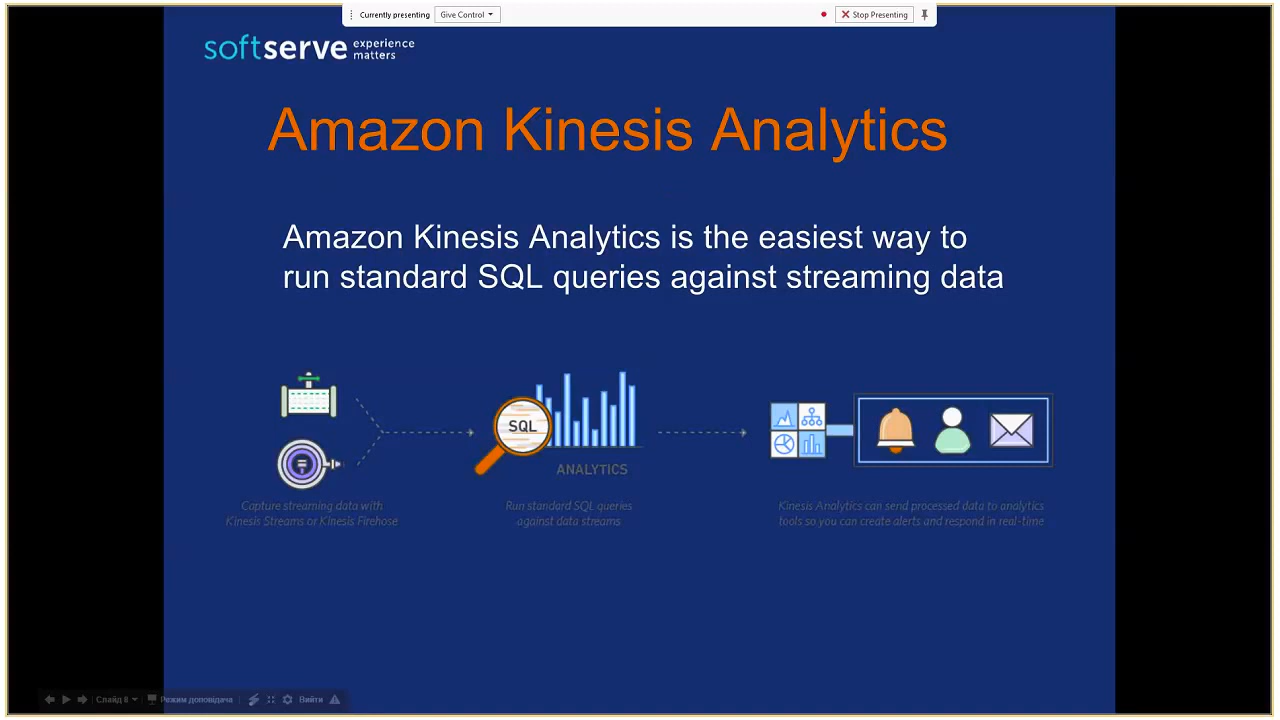 Currently presenting
Give Control
Stop Presenting
softserve experience
matters
Amazon Kinesis Analytics
Amazon Kinesis Analytics is the easiest way to
run standard SQL queries against streaming data
SQL
ANALYTICS
Capture streaming data with
Kinesis Streams or Kinesis Firehose
Run standard SQL queries
against data streams
Kinesis Analytics can send processed data to analytics
tools so you can create alerts and respond in real-time
Слайд 8
Режим доповідача
Вийти